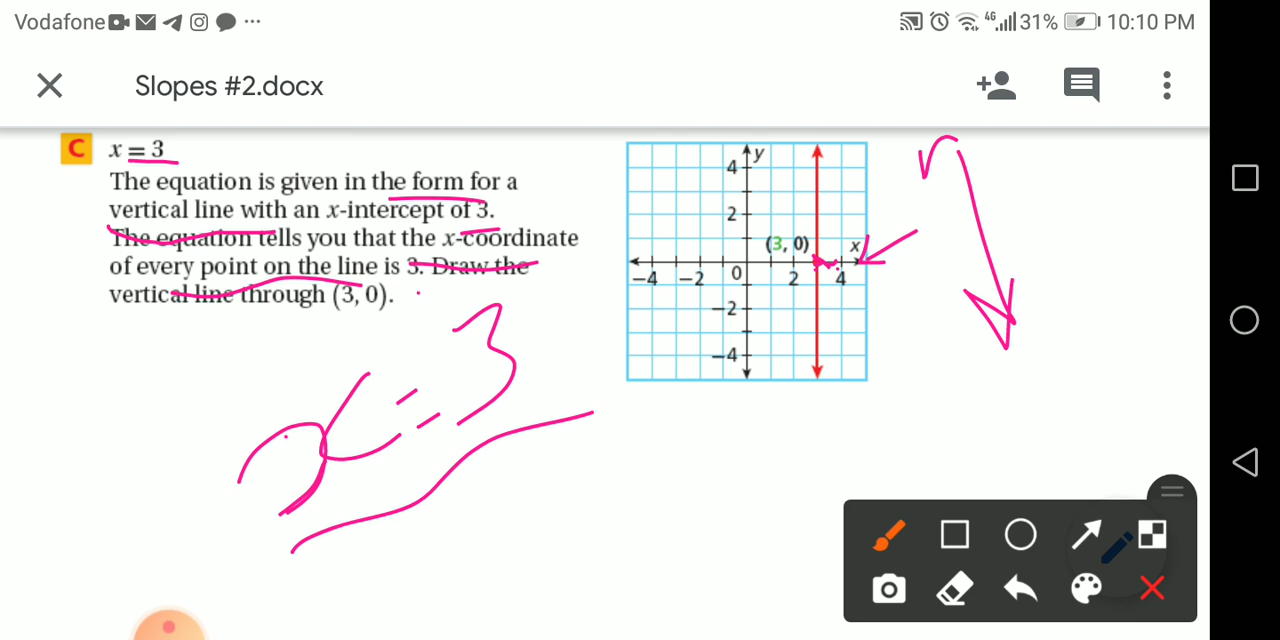 Vodafone
4G 31% 10:10 PM
Slopes #2.docx
C x = 3
The equation is given in the form for a
vertical line with an x-intercept of 3.
The equation tells you that the x-coordinate
of every point on the line is 3. Draw the
vertical line through (3, 0).
y
4
2
(3, 0) x
−4 −2 0 2 4
−2
−4
x = 3